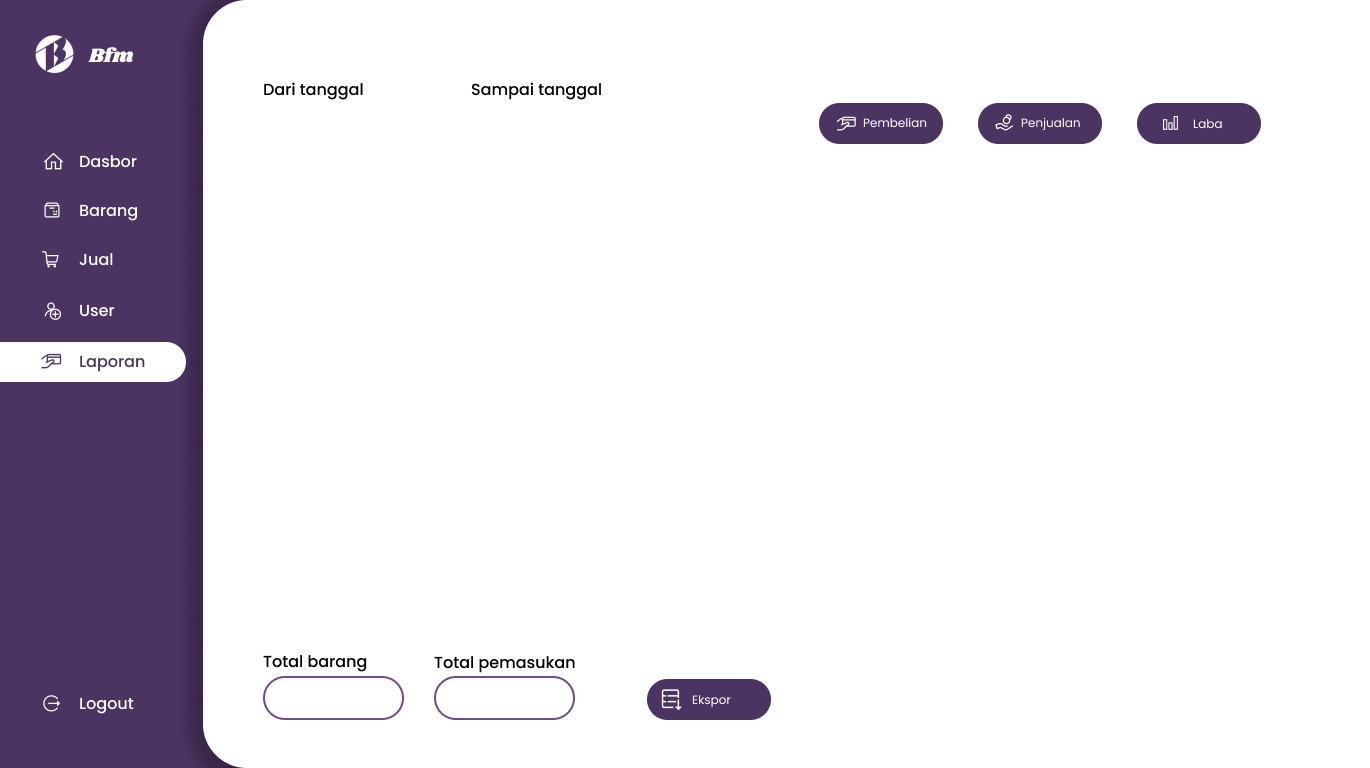 Bfm
Dasbor
Barang
Jual
User
Laporan
Logout
Dari tanggal
Sampai tanggal
Pembelian
Penjualan
Laba
Total barang
Total pemasukan
Ekspor